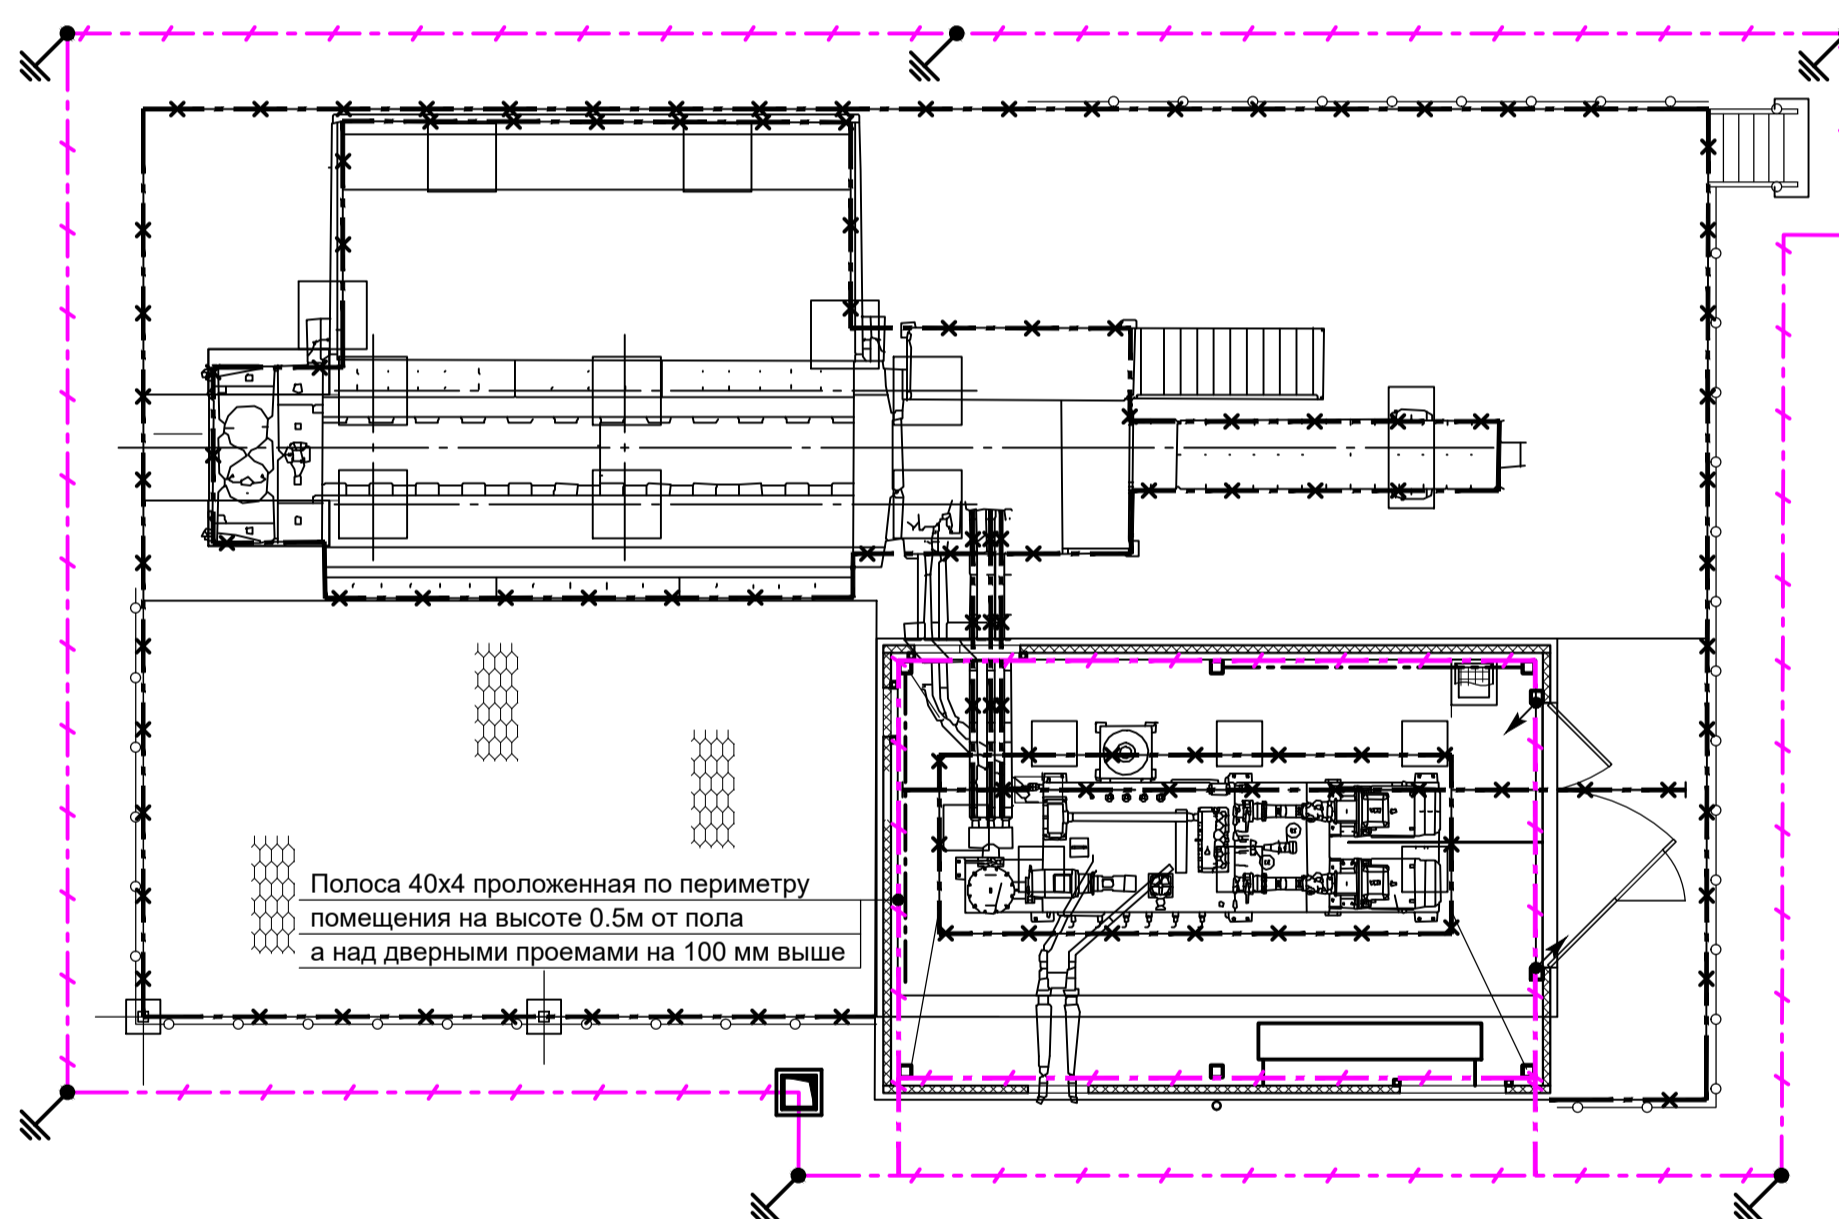 Полоса 40х4 проложенная по периметру
помещения на высоте 0.5м от пола
а над дверными проемами на 100 мм выше